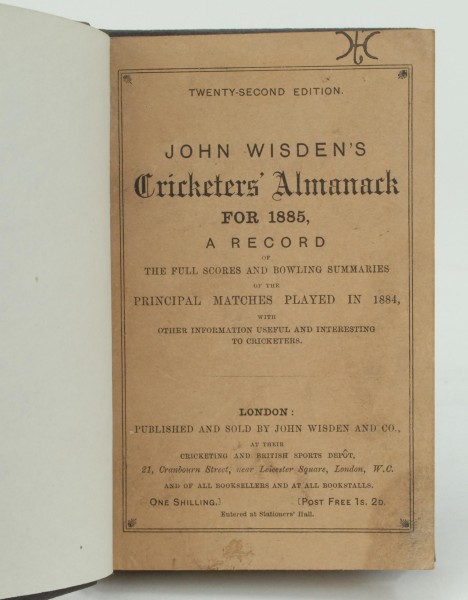 TWENTY-SECOND EDITION.
JOHN WISDEN'S
Cricketers' Almanack
FOR 1885,
A RECORD
OF
THE FULL SCORES AND BOWLING SUMMARIES
OF THE
PRINCIPAL MATCHES PLAYED IN 1884,
WITH
OTHER INFORMATION USEFUL AND INTERESTING
TO CRICKETERS.
LONDON:
PUBLISHED AND SOLD BY JOHN WISDEN AND CO.,
AT THEIR
CRICKETING AND BRITISH SPORTS DEPÔT,
21, Cranbourn Street, near Leicester Square, London, W.C.
AND OF ALL BOOKSELLERS AND AT ALL BOOKSTALLS.
ONE SHILLING.] [POST FREE 1S. 2D.
Entered at Stationers' Hall.